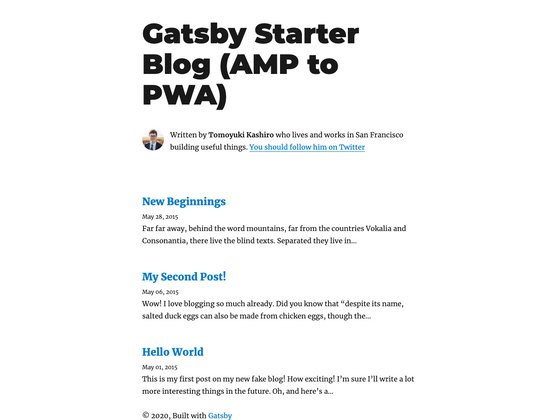 Gatsby Starter
Blog (AMP to
PWA)
Written by Tomoyuki Kashiro who lives and works in San Francisco
building useful things. You should follow him on Twitter
New Beginnings
May 28, 2015
Far far away, behind the word mountains, far from the countries Vokalia and
Consonantia, there live the blind texts. Separated they live in…
My Second Post!
May 06, 2015
Wow! I love blogging so much already. Did you know that “despite its name,
salted duck eggs can also be made from chicken eggs, though the…
Hello World
May 01, 2015
This is my first post on my new fake blog! How exciting! I’m sure I’ll write a lot
more interesting things in the future. Oh, and here’s a…
© 2020, Built with Gatsby